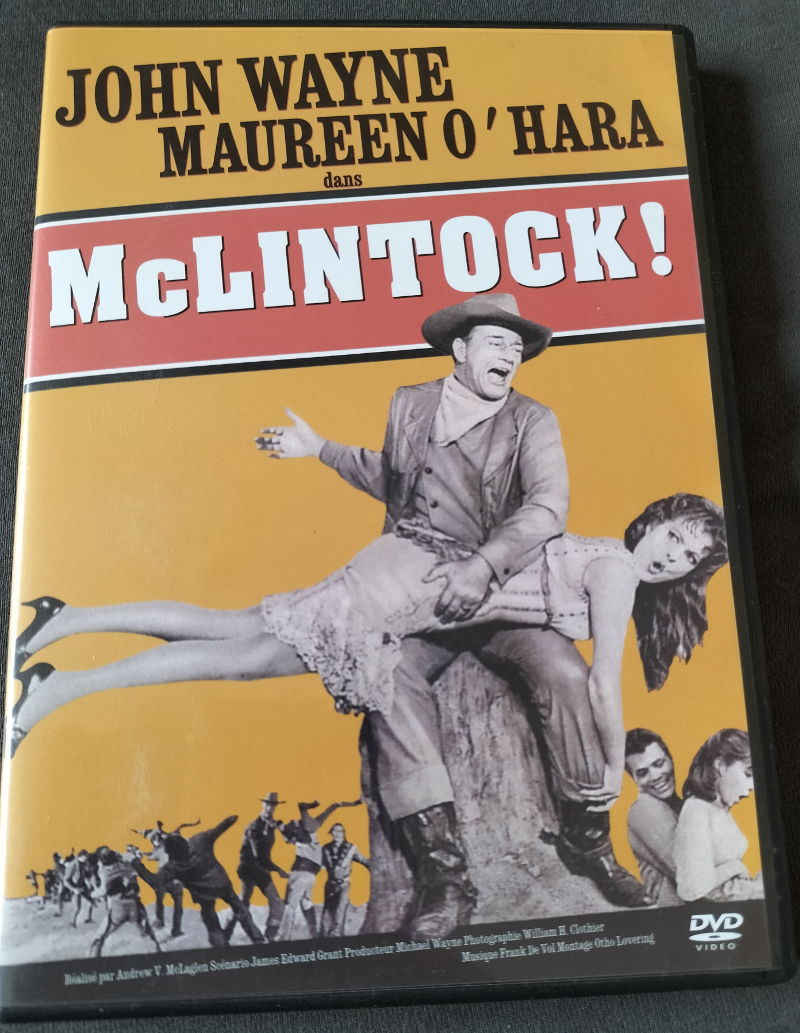 JOHN WAYNE
MAUREEN O'HARA
dans
McLINTOCK!
Réalisé par Andrew V. McLaglen Scénario James Edward Grant Producteur Michael Wayne Photographie William H. Clothier
Musique Frank De Vol Montage Otho Lovering
DVD
VIDEO